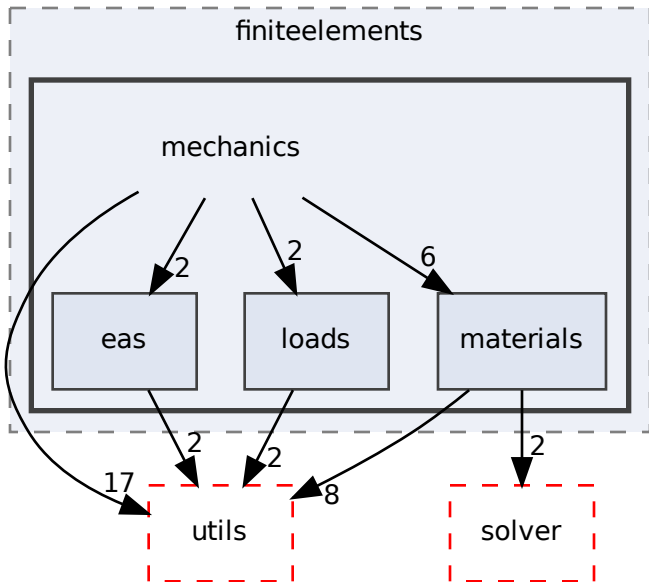 finiteelements
mechanics
2
2
6
eas
loads
materials
2
2
8
2
17
utils
solver